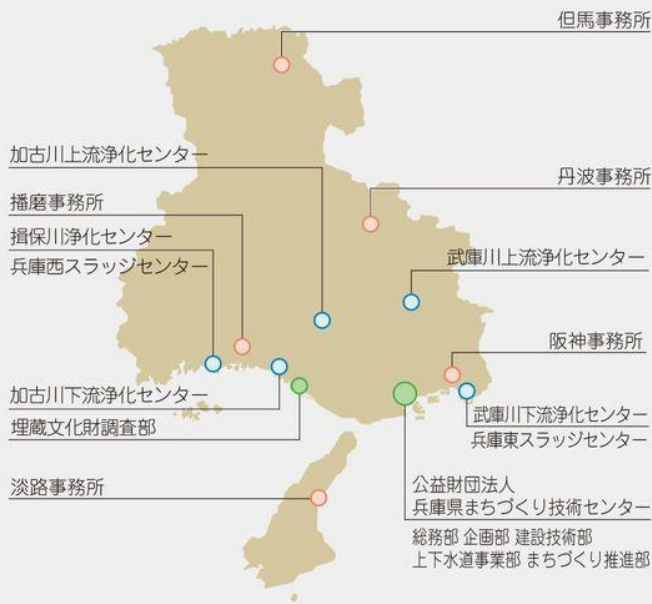 但馬事務所
加古川上流浄化センター
丹波事務所
播磨事務所
揖保川浄化センター
兵庫西スラッジセンター
武庫川上流浄化センター
阪神事務所
加古川下流浄化センター
埋蔵文化財調査部
武庫川下流浄化センター
兵庫東スラッジセンター
淡路事務所
公益財団法人
兵庫県まちづくり技術センター
総務部 企画部 建設技術部
上下水道事業部 まちづくり推進部